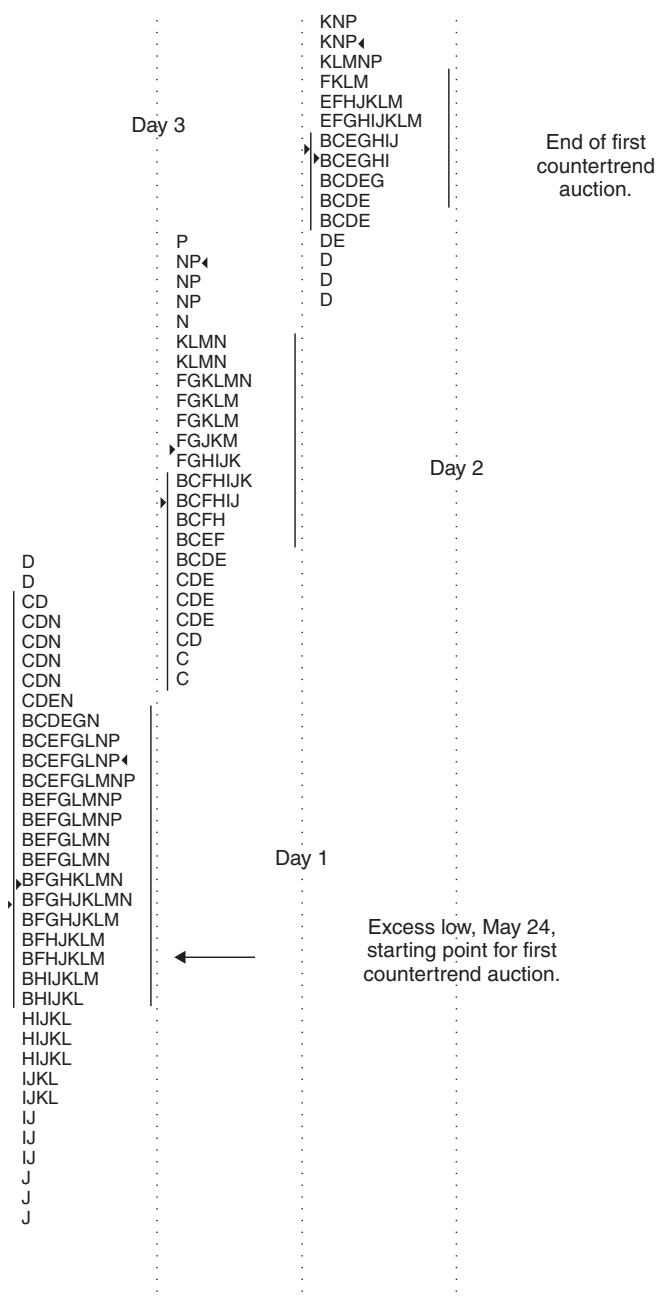 D
D
CD
CDN
CDN
CDN
CDN
CDEN
BCDEGN
BCEFGLNP
BCEFGLNP
BCEFGLMNP
BEFGLMNP
BEFGLMNP
BEFGLMN
BEFGLMN
BFGHKLMN
BFGHJKLMN
BFGHJKLM
BFHJKLM
BFHJKLM
BHIJKLM
BHIJKL
HIJKL
HIJKL
HIJKL
IJKL
IJKL
IJ
IJ
IJ
J
J
J
Day 3
P
NP
NP
NP
N
KLMN
KLMN
FGKLMN
FGKLM
FGKLM
FGJKM
FGHIJK
BCFHIJK
BCFHIJ
BCFH
BCEF
BCDE
CDE
CDE
CDE
CD
C
C
Day 1
Excess low, May 24,
starting point for first
countertrend auction.
KNP
KNP
KLMNP
FKLM
EFHJKLM
EFGHIJKLM
BCEGHIJ
BCEGHI
BCDEG
BCDE
BCDE
DE
D
D
D
Day 2
End of first
countertrend
auction.